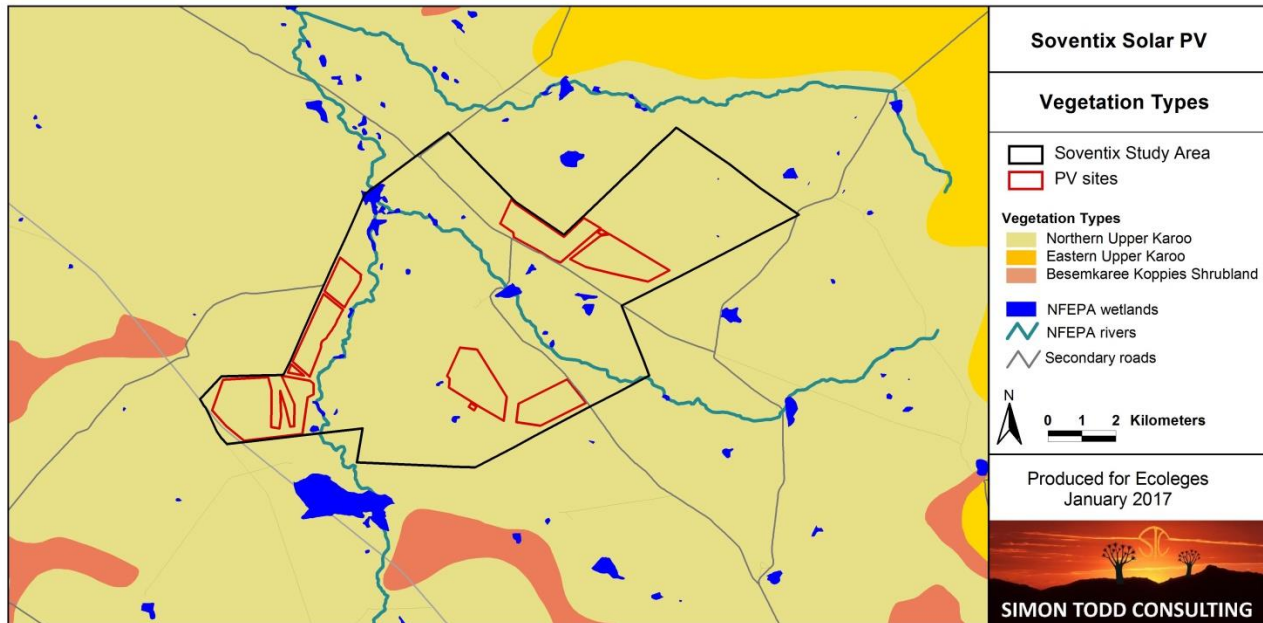 Soventix Solar PV
Vegetation Types
Soventix Study Area
PV sites
Vegetation Types
Northern Upper Karoo
Eastern Upper Karoo
Besemkaree Koppies Shrubland
NFEPA wetlands
NFEPA rivers
Secondary roads
N
0 1 2 Kilometers
Produced for Ecoleges
January 2017
SIMON TODD CONSULTING